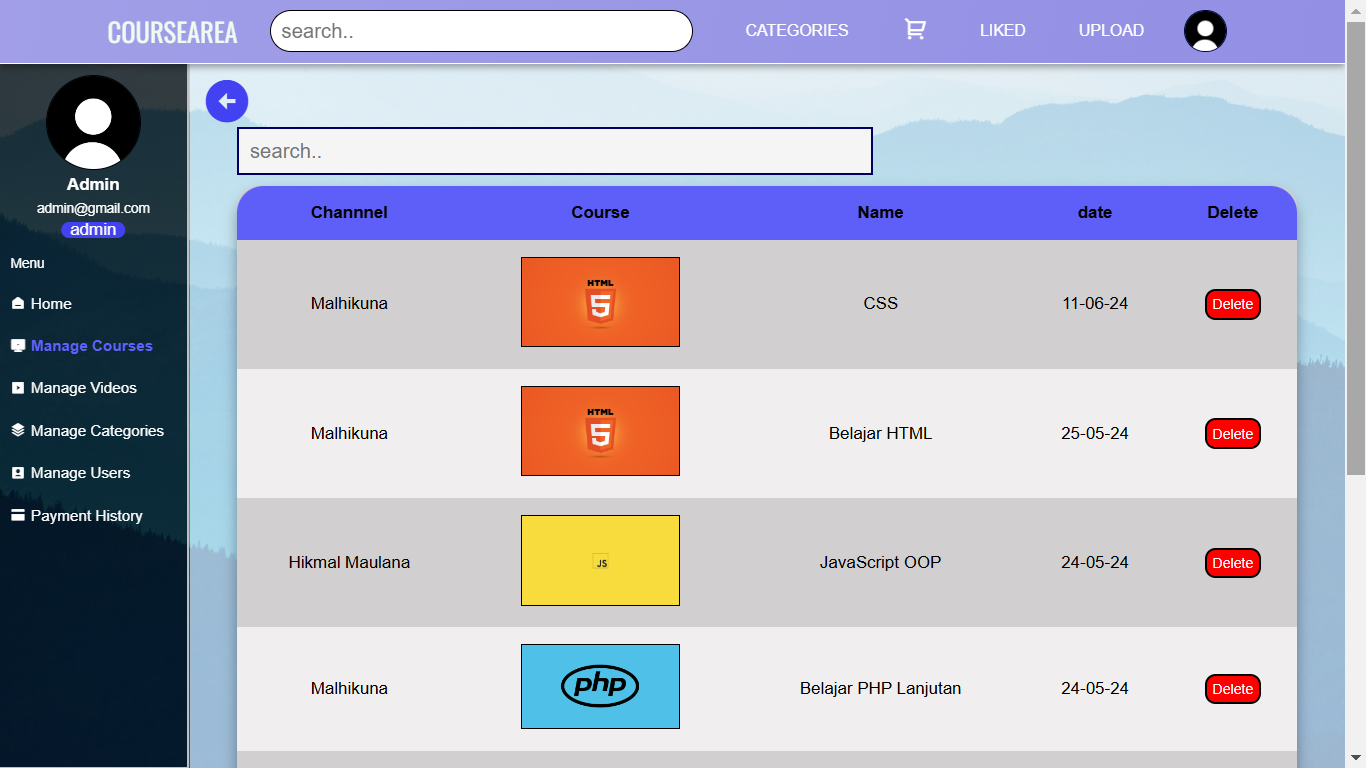 COURSEAREA search.. CATEGORIES LIKED UPLOAD
Admin
admin@gmail.com
admin
Menu
Home
Manage Courses
Manage Videos
Manage Categories
Manage Users
Payment History
search..
Channnel Course Name date Delete
Malhikuna HTML 5 CSS 11-06-24 Delete
Malhikuna HTML 5 Belajar HTML 25-05-24 Delete
Hikmal Maulana JS JavaScript OOP 24-05-24 Delete
Malhikuna php Belajar PHP Lanjutan 24-05-24 Delete